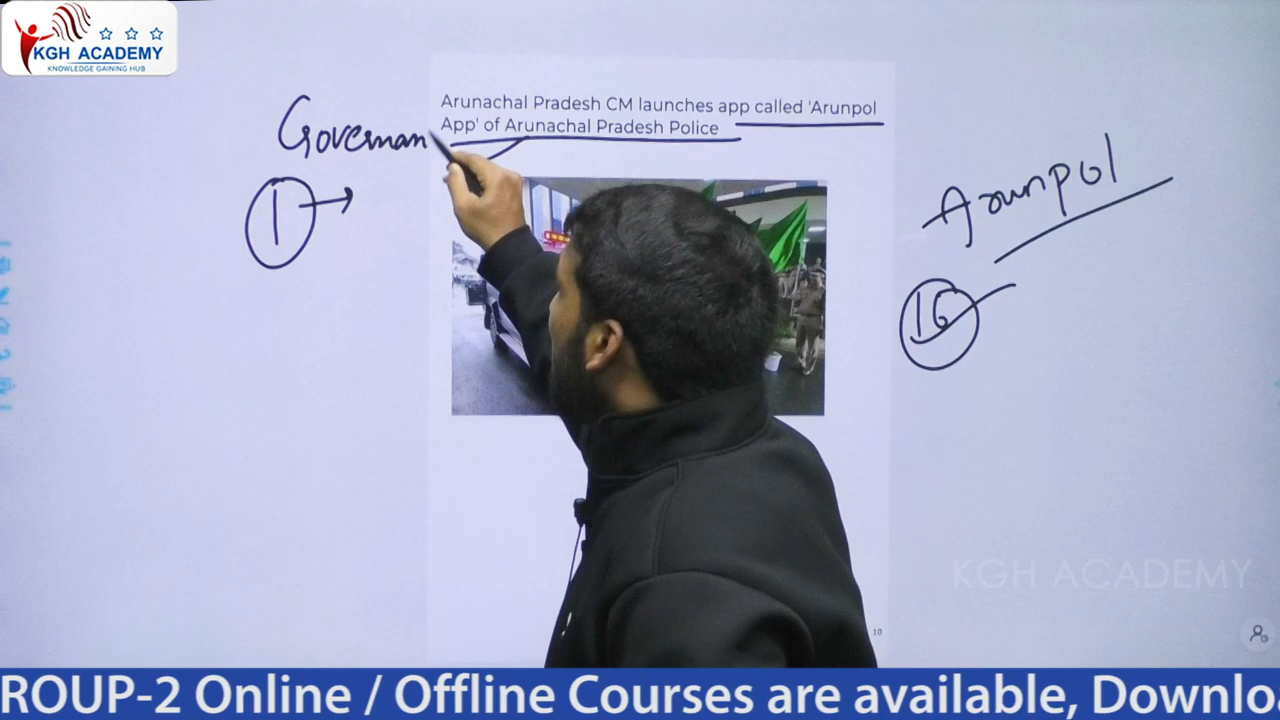 KGH ACADEMY
KNOWLEDGE GAINING HUB
Arunachal Pradesh CM launches app called 'Arunpol
App' of Arunachal Pradesh Police
Governan
1
Arunpol
16
KGH ACADEMY
10
ROUP-2 Online / Offline Courses are available, Downlo